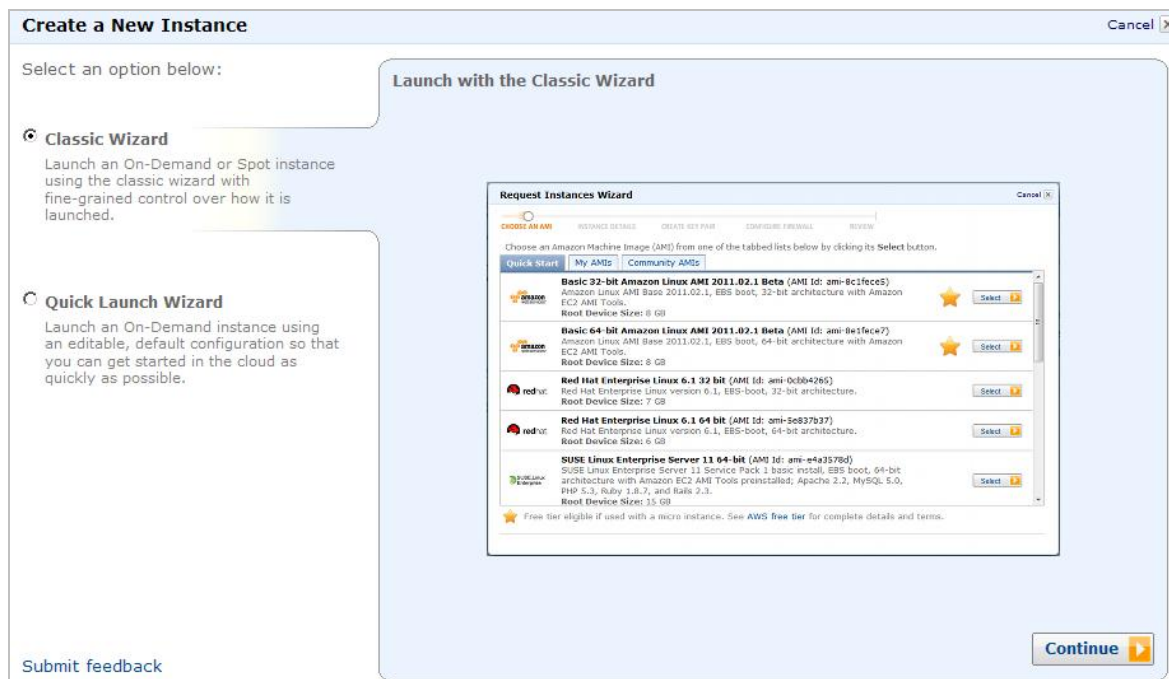 Create a New Instance
Cancel
Select an option below:
Classic Wizard
Launch an On-Demand or Spot instance
using the classic wizard with
fine-grained control over how it is
launched.
Quick Launch Wizard
Launch an On-Demand instance using
an editable, default configuration so that
you can get started in the cloud as
quickly as possible.
Submit feedback
Launch with the Classic Wizard
Request Instances Wizard
Cancel
CHOOSE AN AMI INSTANCE DETAILS CREATE KEY PAIR CONFIGURE FIREWALL REVIEW
Choose an Amazon Machine Image (AMI) from one of the tabbed lists below by clicking its Select button.
Quick Start My AMIs Community AMIs
amazon
Basic 32-bit Amazon Linux AMI 2011.02.1 Beta (AMI Id: ami-8c1fece5)
Amazon Linux AMI Base 2011.02.1, EBS boot, 32-bit architecture with Amazon
EC2 AMI Tools.
Root Device Size: 8 GB
Select
amazon
Basic 64-bit Amazon Linux AMI 2011.02.1 Beta (AMI Id: ami-8e1fece7)
Amazon Linux AMI Base 2011.02.1, EBS boot, 64-bit architecture with Amazon
EC2 AMI Tools.
Root Device Size: 8 GB
Select
redhat
Red Hat Enterprise Linux 6.1 32 bit (AMI Id: ami-0cbb4265)
Red Hat Enterprise Linux version 6.1, EBS-boot, 32-bit architecture.
Root Device Size: 7 GB
Select
redhat
Red Hat Enterprise Linux 6.1 64 bit (AMI Id: ami-5e837b37)
Red Hat Enterprise Linux version 6.1, EBS-boot, 64-bit architecture.
Root Device Size: 6 GB
Select
SUSE Linux
Enterprise
SUSE Linux Enterprise Server 11 64-bit (AMI Id: ami-e4a3578d)
SUSE Linux Enterprise Server 11 Service Pack 1 basic install, EBS boot, 64-bit
architecture with Amazon EC2 AMI Tools preinstalled; Apache 2.2, MySQL 5.0,
PHP 5.3, Ruby 1.8.7, and Rails 2.3.
Root Device Size: 15 GB
Select
Free tier eligible if used with a micro instance. See AWS free tier for complete details and terms.
Continue